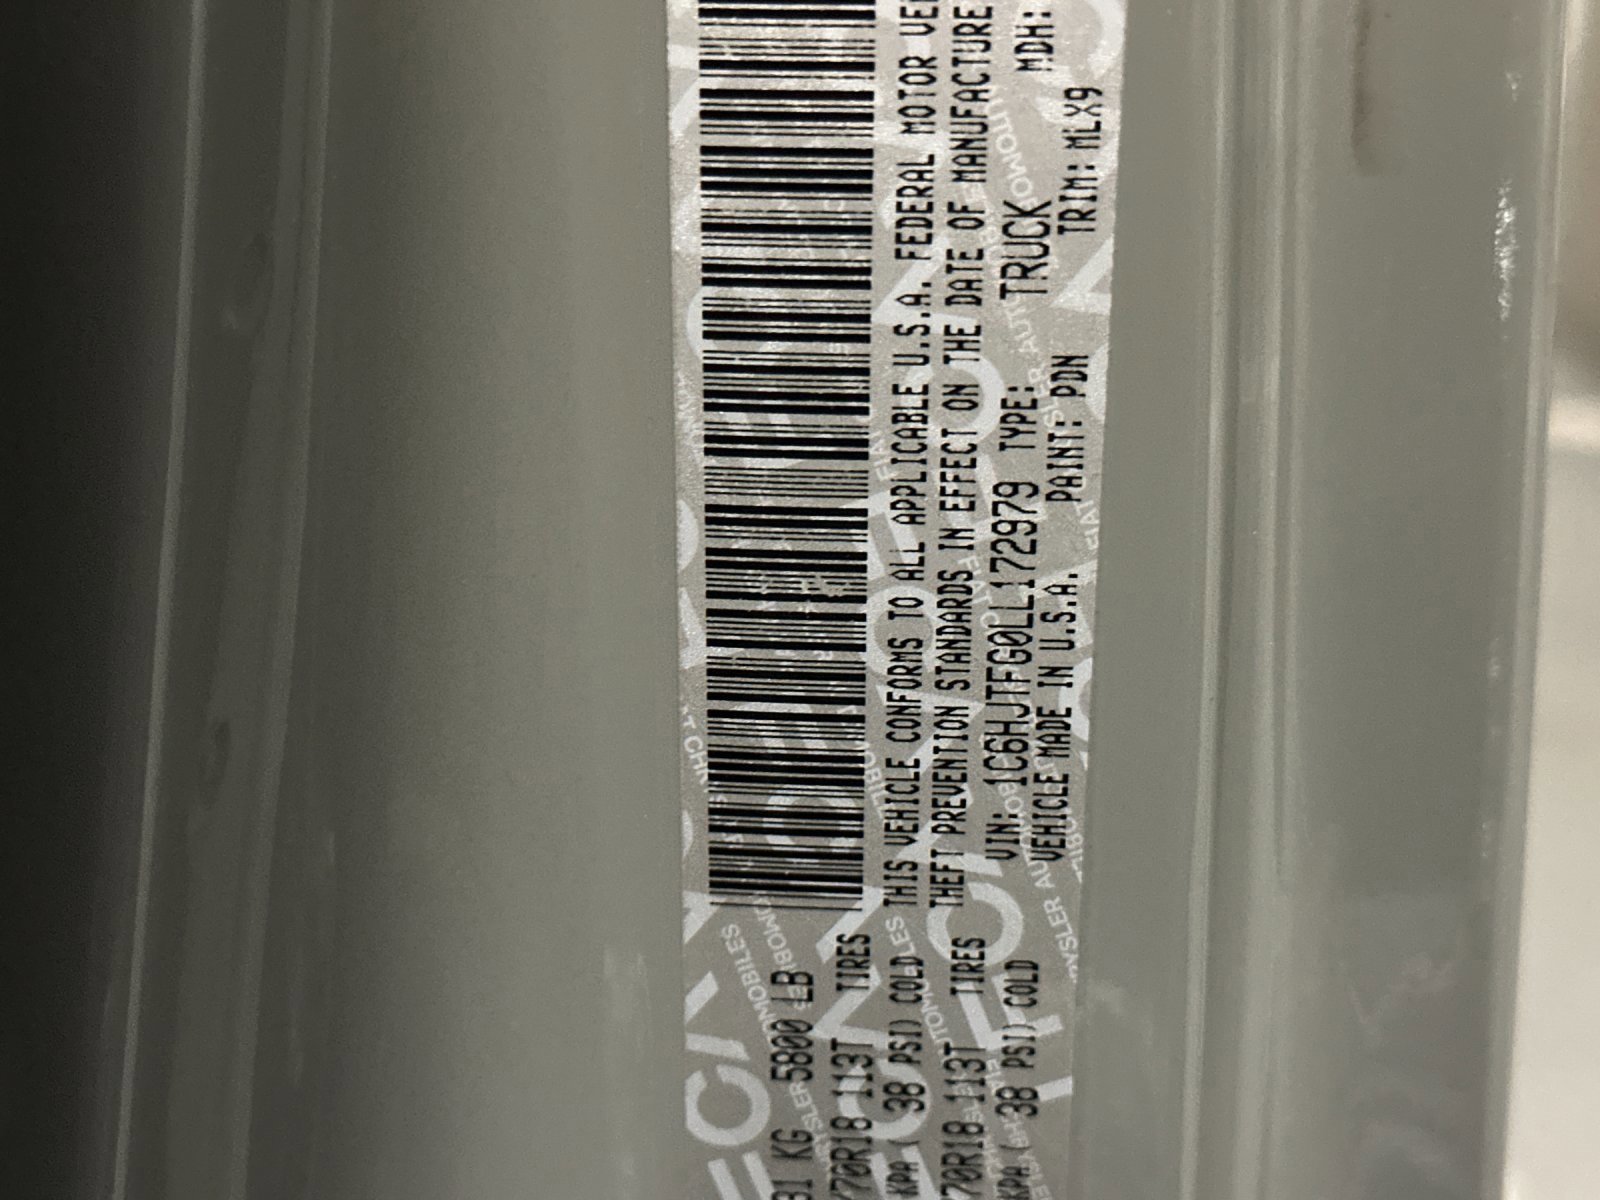 31 KG 5800 LB
70R18 113T TIRES
KPA ( 38 PSI) COLD
70R18 113T TIRES
KPA ( 38 PSI) COLD
THIS VEHICLE CONFORMS TO ALL APPLICABLE U.S.A. FEDERAL MOTOR VE
THEFT PREVENTION STANDARDS IN EFFECT ON THE DATE OF MANUFACTURE
VIN: 1C6HJTFG0LL172979 TYPE: TRUCK MDH:
VEHICLE MADE IN U.S.A. PAINT: PDN TRIM: MLX9